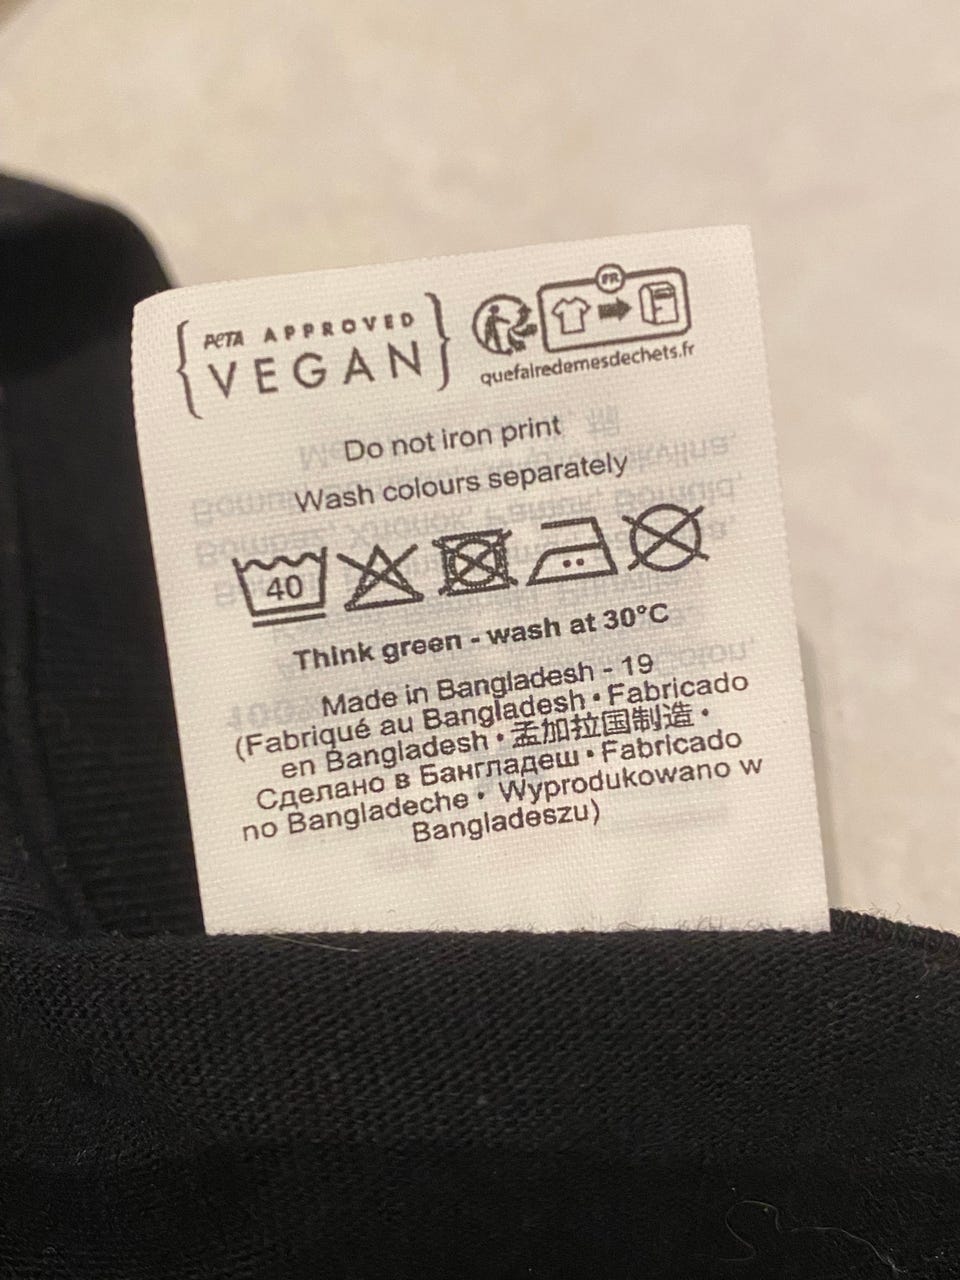 PeTA APPROVED
VEGAN
FR
quefairedemesdechets.fr
Do not iron print
Wash colours separately
40
Think green - wash at 30°C
Made in Bangladesh - 19
(Fabriqué au Bangladesh • Fabricado
en Bangladesh • 孟加拉国制造 •
Сделано в Бангладеш • Fabricado
no Bangladeche • Wyprodukowano w
Bangladeszu)